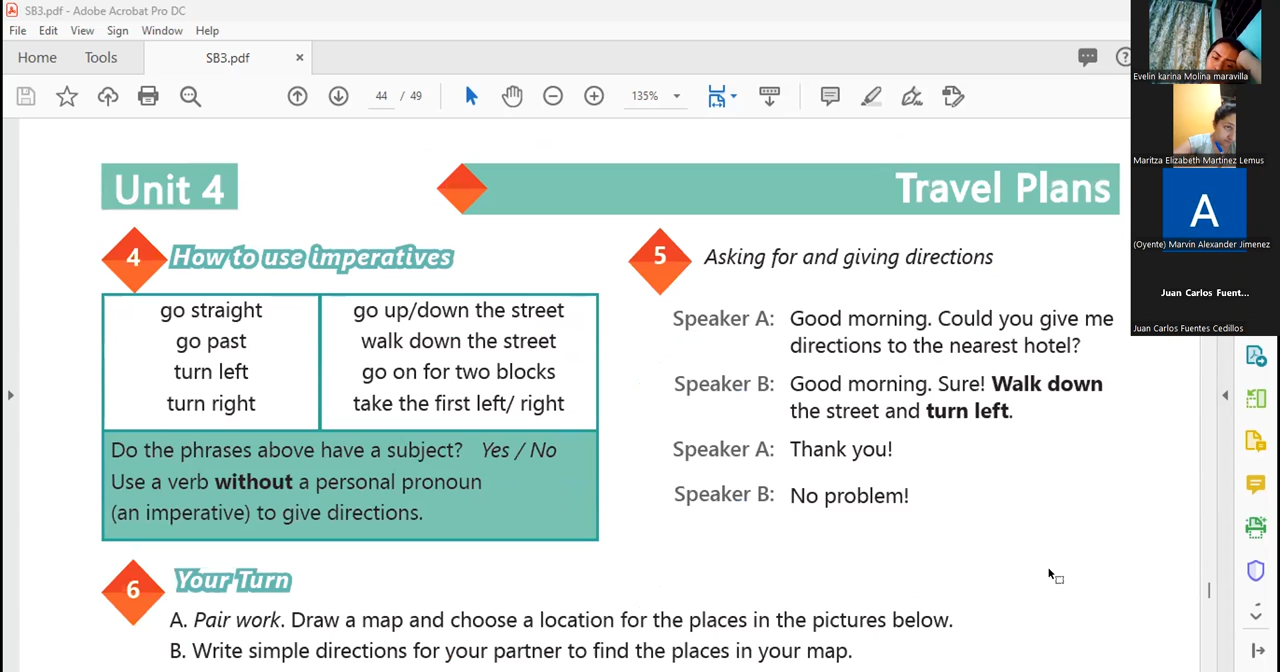 SB3.pdf - Adobe Acrobat Pro DC
File Edit View Sign Window Help
Home Tools SB3.pdf ×
44 / 49 135%
Unit 4
Travel Plans
4 How to use imperatives
go straight
go past
turn left
turn right
go up/down the street
walk down the street
go on for two blocks
take the first left/ right
Do the phrases above have a subject? Yes / No
Use a verb without a personal pronoun
(an imperative) to give directions.
5 Asking for and giving directions
Speaker A: Good morning. Could you give me
directions to the nearest hotel?
Speaker B: Good morning. Sure! Walk down
the street and turn left.
Speaker A: Thank you!
Speaker B: No problem!
6 Your Turn
A. Pair work. Draw a map and choose a location for the places in the pictures below.
B. Write simple directions for your partner to find the places in your map.
Evelin karina Molina maravilla
Maritza Elizabeth Martinez Lemus
A
(Oyente) Marvin Alexander Jimenez
Juan Carlos Fuent...
Juan Carlos Fuentes Cedillos